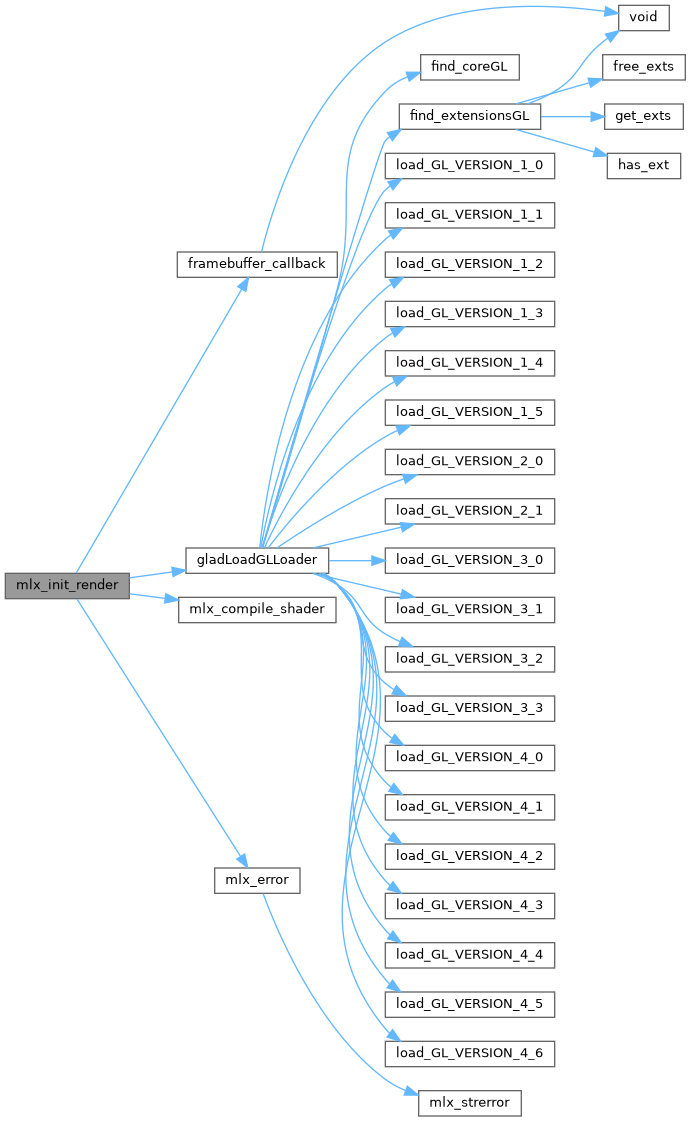 void
find_coreGL
free_exts
find_extensionsGL
get_exts
load_GL_VERSION_1_0
has_ext
load_GL_VERSION_1_1
framebuffer_callback
load_GL_VERSION_1_2
load_GL_VERSION_1_3
load_GL_VERSION_1_4
load_GL_VERSION_1_5
load_GL_VERSION_2_0
load_GL_VERSION_2_1
gladLoadGLLoader
load_GL_VERSION_3_0
mlx_init_render
mlx_compile_shader
load_GL_VERSION_3_1
load_GL_VERSION_3_2
load_GL_VERSION_3_3
load_GL_VERSION_4_0
load_GL_VERSION_4_1
load_GL_VERSION_4_2
mlx_error
load_GL_VERSION_4_3
load_GL_VERSION_4_4
load_GL_VERSION_4_5
load_GL_VERSION_4_6
mlx_strerror